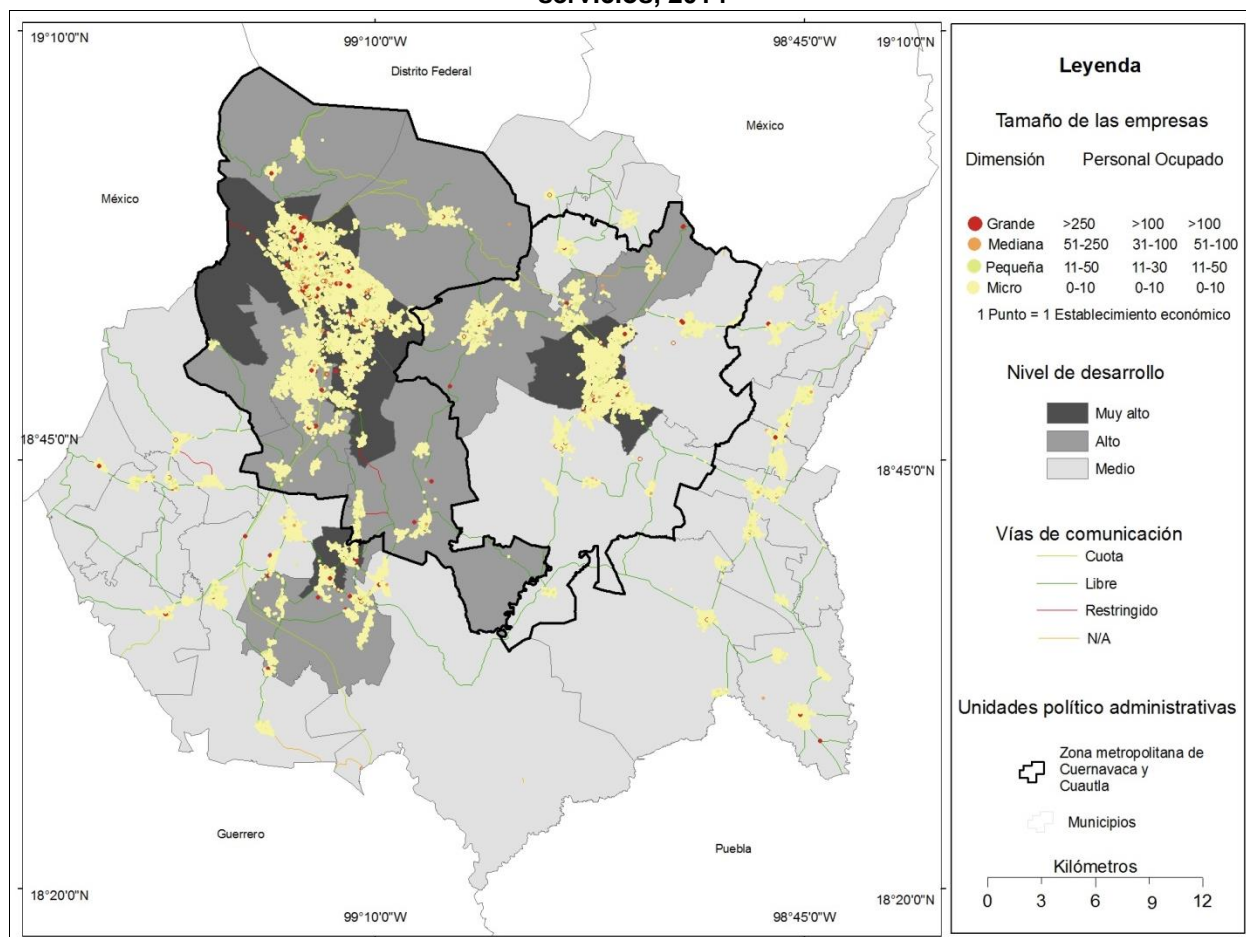 servicios, 2014
19°10'0"N
99°10'0"W
98°45'0"W
19°10'0"N
Distrito Federal
México
México
18°45'0"N
18°45'0"N
Guerrero
Puebla
18°20'0"N
18°20'0"N
99°10'0"W
98°45'0"W
Leyenda
Tamaño de las empresas
Dimensión Personal Ocupado
Grande >250 >100 >100
Mediana 51-250 31-100 51-100
Pequeña 11-50 11-30 11-50
Micro 0-10 0-10 0-10
1 Punto = 1 Establecimiento económico
Nivel de desarrollo
Muy alto
Alto
Medio
Vías de comunicación
Cuota
Libre
Restringido
N/A
Unidades político administrativas
Zona metropolitana de
Cuernavaca y
Cuautla
Municipios
Kilómetros
0 3 6 9 12